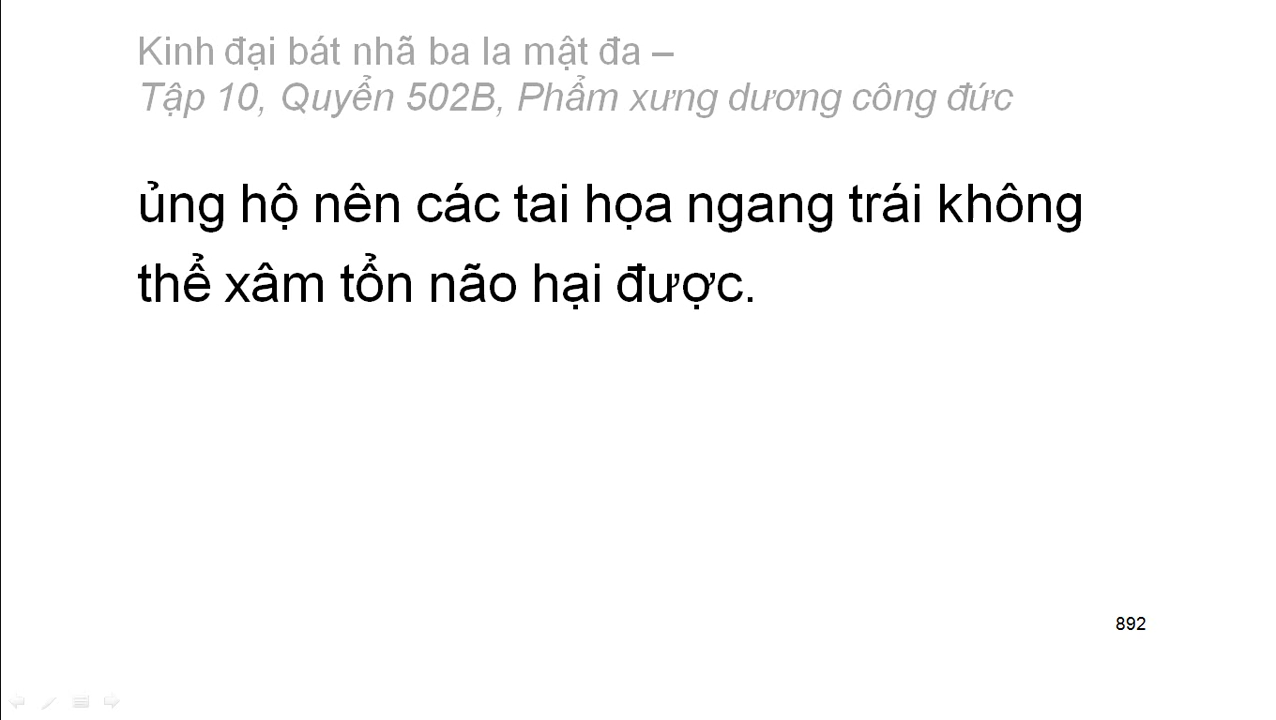 Kinh đại bát nhã ba la mật đa –
Tập 10, Quyển 502B, Phẩm xưng dương công đức
ủng hộ nên các tai họa ngang trái không
thể xâm tổn não hại được.
892